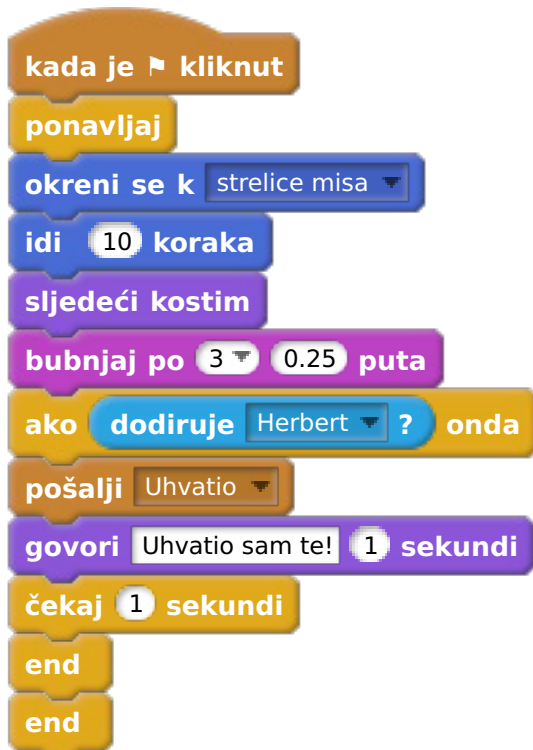 kada je ⚑ kliknut
ponavljaj
okreni se k strelice misa
idi 10 koraka
sljedeći kostim
bubnjaj po 3 0.25 puta
ako dodiruje Herbert ? onda
pošalji Uhvatio
govori Uhvatio sam te! 1 sekundi
čekaj 1 sekundi
end
end